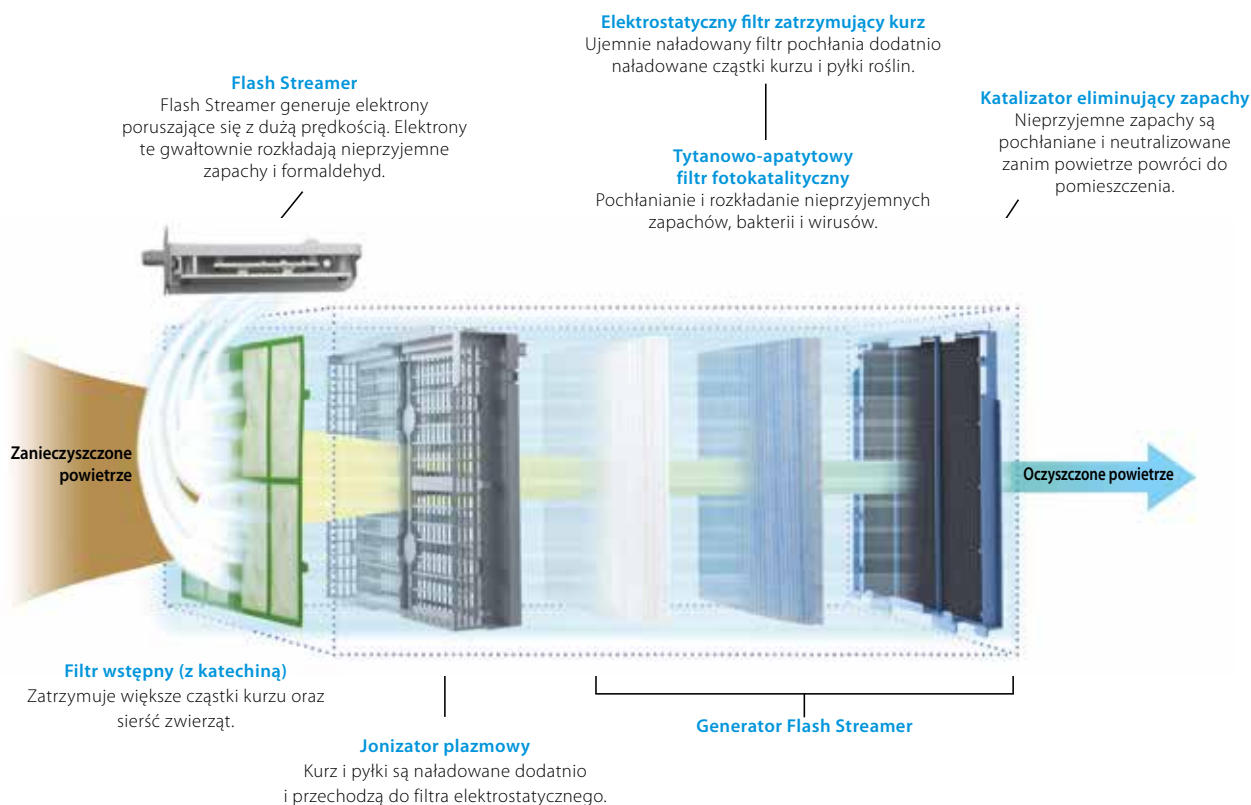 Elektrostatyczny filtr zatrzymujący kurz
Ujemnie naładowany filtr pochłania dodatnio
naładowane cząstki kurzu i pyłki roślin.
Flash Streamer
Flash Streamer generuje elektrony
poruszające się z dużą prędkością. Elektrony
te gwałtownie rozkładają nieprzyjemne
zapachy i formaldehyd.
Tytanowo-apatytowy
filtr fotokatalityczny
Pochłanianie i rozkładanie nieprzyjemnych
zapachów, bakterii i wirusów.
Katalizator eliminujący zapachy
Nieprzyjemne zapachy są
pochłaniane i neutralizowane
zanim powietrze powróci do
pomieszczenia.
Zanieczyszczone
powietrze
Oczyszczone powietrze
Filtr wstępny (z katechiną)
Zatrzymuje większe cząstki kurzu oraz
sierść zwierząt.
Jonizator plazmowy
Kurz i pyłki są naładowane dodatnio
i przechodzą do filtra elektrostatycznego.
Generator Flash Streamer